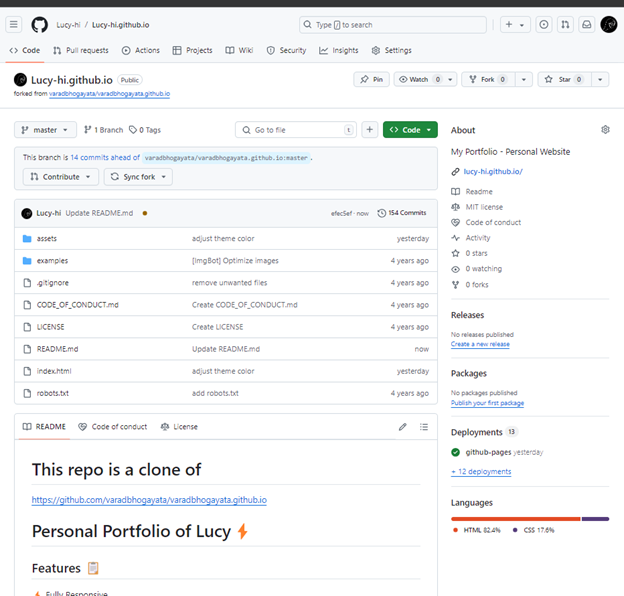 Lucy-hi / Lucy-hi.github.io
Type / to search
Code Pull requests Actions Projects Wiki Security Insights Settings
Lucy-hi.github.io Public
forked from varadbhogayata/varadbhogayata.github.io
Pin Watch 0 Fork 0 Star 0
master 1 Branch 0 Tags Go to file t Code
This branch is 14 commits ahead of varadbhogayata/varadbhogayata.github.io:master.
Contribute Sync fork
Lucy-hi Update README.md efec5ef · now 154 Commits
assets adjust theme color yesterday
examples [ImgBot] Optimize images 4 years ago
.gitignore remove unwanted files 4 years ago
CODE_OF_CONDUCT.md Create CODE_OF_CONDUCT.md 4 years ago
LICENSE Create LICENSE 4 years ago
README.md Update README.md now
index.html adjust theme color yesterday
robots.txt add robots.txt 4 years ago
README Code of conduct License
This repo is a clone of
https://github.com/varadbhogayata/varadbhogayata.github.io
Personal Portfolio of Lucy ⚡
Features 📋
⚡ Fully Responsive
About
My Portfolio - Personal Website
lucy-hi.github.io/
Readme
MIT license
Code of conduct
Activity
0 stars
0 watching
0 forks
Releases
No releases published
Create a new release
Packages
No packages published
Publish your first package
Deployments 13
github-pages yesterday
+ 12 deployments
Languages
HTML 82.4% CSS 17.6%